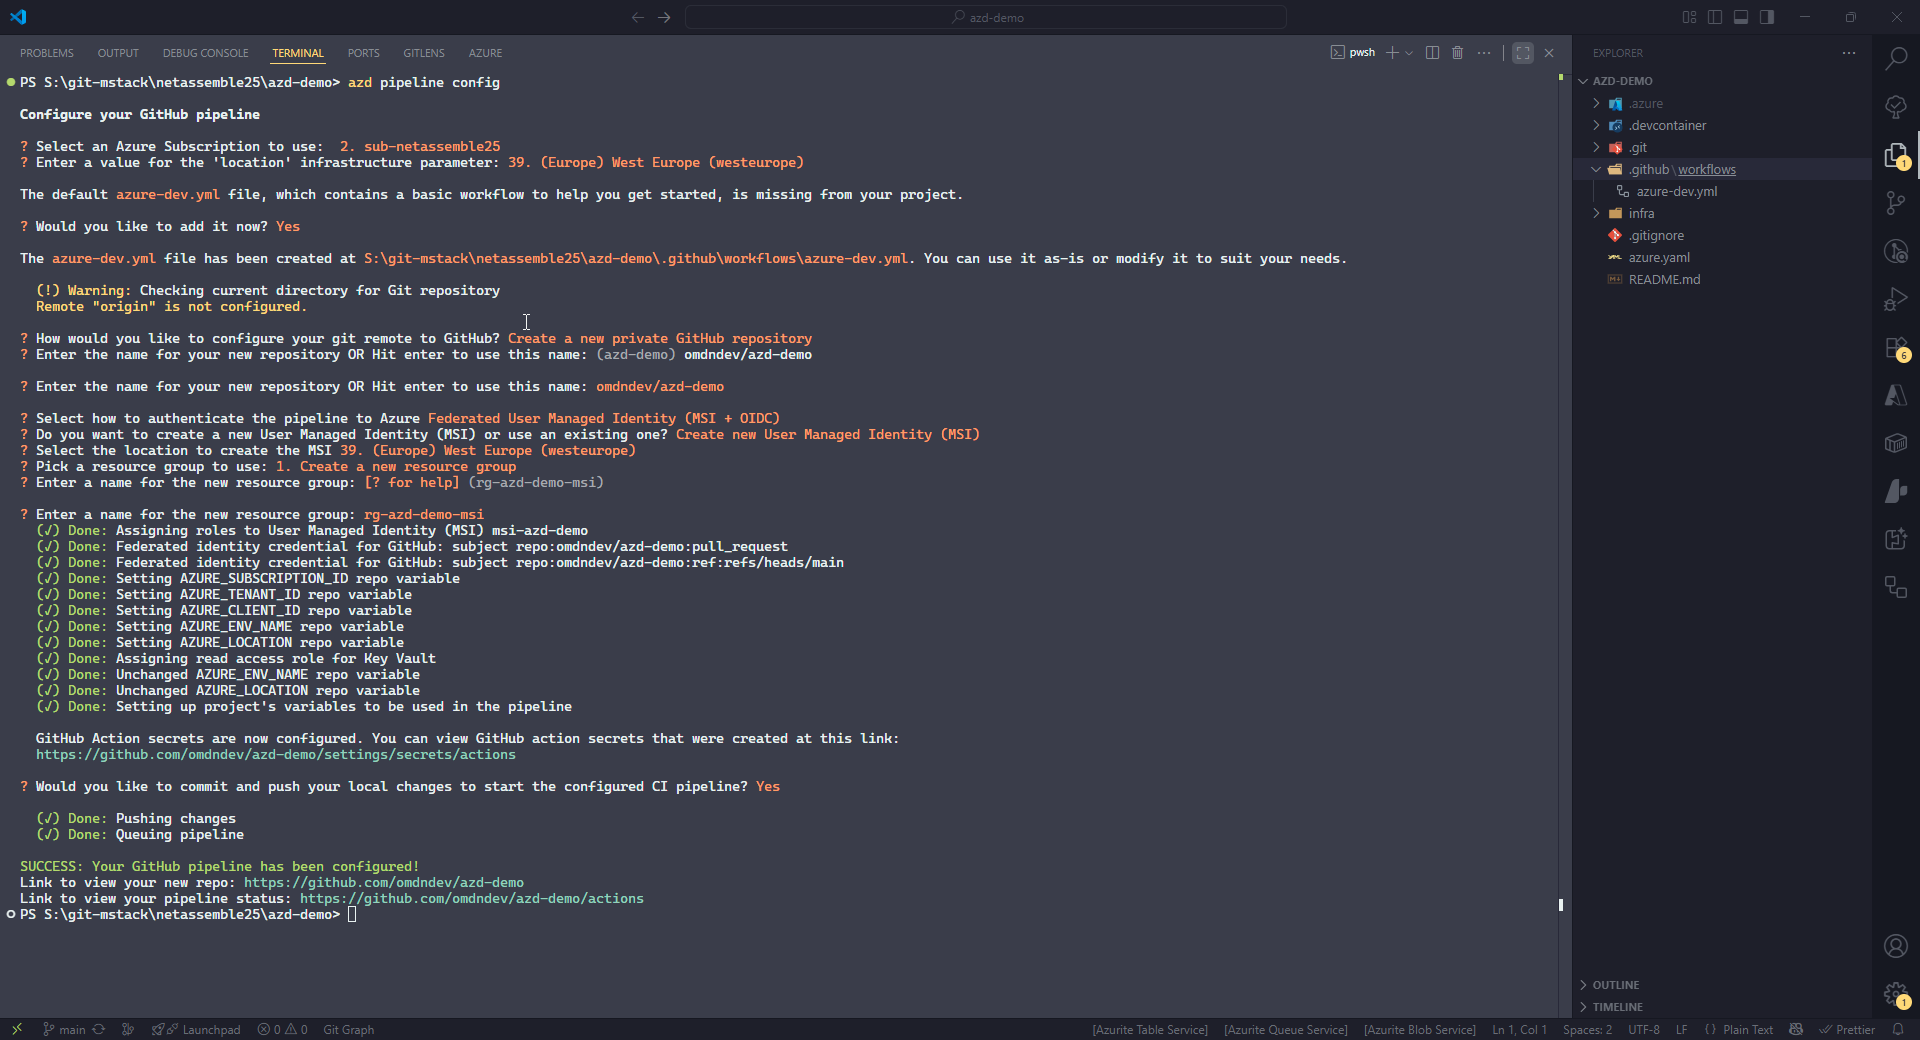 azd-demo
PROBLEMS OUTPUT DEBUG CONSOLE TERMINAL PORTS GITLENS AZURE
pwsh
PS S:\git-mstack\netassemble25\azd-demo> azd pipeline config
Configure your GitHub pipeline
? Select an Azure Subscription to use:  2. sub-netassemble25
? Enter a value for the 'location' infrastructure parameter: 39. (Europe) West Europe (westeurope)
The default azure-dev.yml file, which contains a basic workflow to help you get started, is missing from your project.
? Would you like to add it now? Yes
The azure-dev.yml file has been created at S:\git-mstack\netassemble25\azd-demo\.github\workflows\azure-dev.yml. You can use it as-is or modify it to suit your needs.
(!) Warning: Checking current directory for Git repository
Remote "origin" is not configured.
? How would you like to configure your git remote to GitHub? Create a new private GitHub repository
? Enter the name for your new repository OR Hit enter to use this name: (azd-demo) omdndev/azd-demo
? Enter the name for your new repository OR Hit enter to use this name: omdndev/azd-demo
? Select how to authenticate the pipeline to Azure Federated User Managed Identity (MSI + OIDC)
? Do you want to create a new User Managed Identity (MSI) or use an existing one? Create new User Managed Identity (MSI)
? Select the location to create the MSI 39. (Europe) West Europe (westeurope)
? Pick a resource group to use: 1. Create a new resource group
? Enter a name for the new resource group: [? for help] (rg-azd-demo-msi)
? Enter a name for the new resource group: rg-azd-demo-msi
(✓) Done: Assigning roles to User Managed Identity (MSI) msi-azd-demo
(✓) Done: Federated identity credential for GitHub: subject repo:omdndev/azd-demo:pull_request
(✓) Done: Federated identity credential for GitHub: subject repo:omdndev/azd-demo:ref:refs/heads/main
(✓) Done: Setting AZURE_SUBSCRIPTION_ID repo variable
(✓) Done: Setting AZURE_TENANT_ID repo variable
(✓) Done: Setting AZURE_CLIENT_ID repo variable
(✓) Done: Setting AZURE_ENV_NAME repo variable
(✓) Done: Setting AZURE_LOCATION repo variable
(✓) Done: Assigning read access role for Key Vault
(✓) Done: Unchanged AZURE_ENV_NAME repo variable
(✓) Done: Unchanged AZURE_LOCATION repo variable
(✓) Done: Setting up project's variables to be used in the pipeline
GitHub Action secrets are now configured. You can view GitHub action secrets that were created at this link:
https://github.com/omdndev/azd-demo/settings/secrets/actions
? Would you like to commit and push your local changes to start the configured CI pipeline? Yes
(✓) Done: Pushing changes
(✓) Done: Queuing pipeline
SUCCESS: Your GitHub pipeline has been configured!
Link to view your new repo: https://github.com/omdndev/azd-demo
Link to view your pipeline status: https://github.com/omdndev/azd-demo/actions
PS S:\git-mstack\netassemble25\azd-demo>
EXPLORER
AZD-DEMO
.azure
.devcontainer
.git
.github\workflows
azure-dev.yml
infra
.gitignore
azure.yaml
README.md
OUTLINE
TIMELINE
1
6
1
main Launchpad 0 0 Git Graph
[Azurite Table Service] [Azurite Queue Service] [Azurite Blob Service] Ln 1, Col 1 Spaces: 2 UTF-8 LF {} Plain Text Prettier